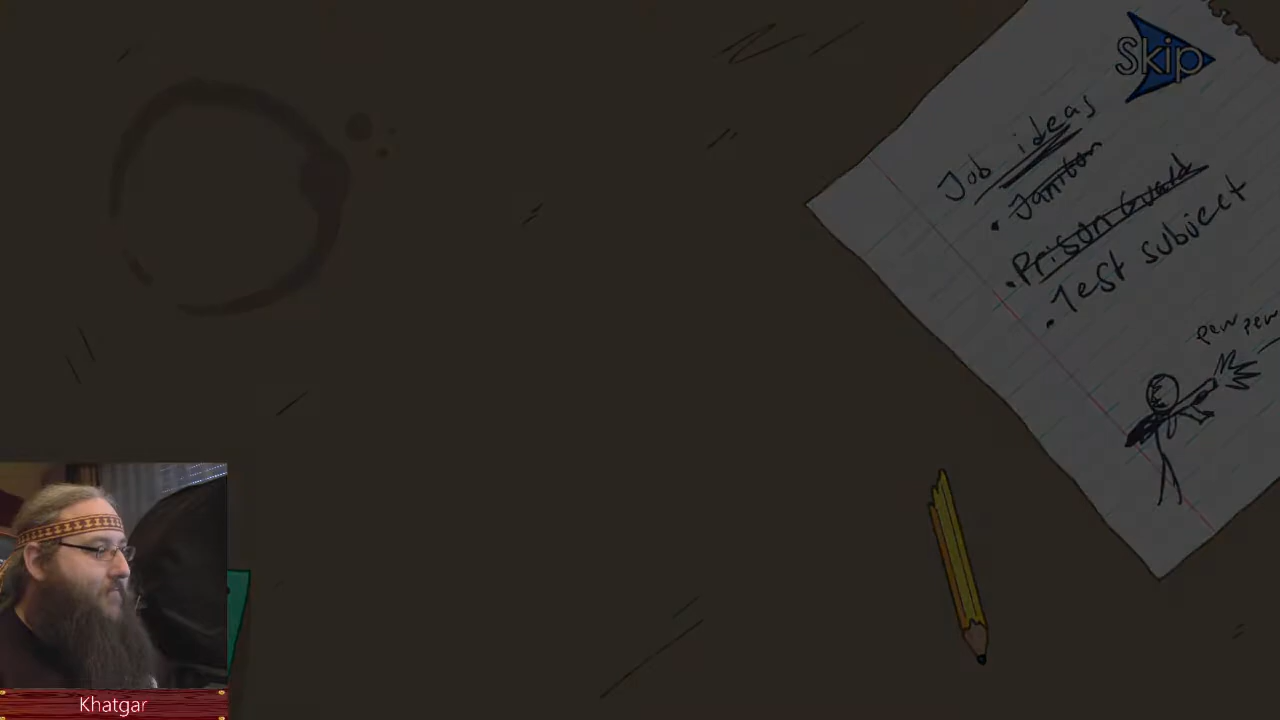 Skip
Job ideas
• Janitor
• Prison Guard
• Test subject
pew pew
Khatgar